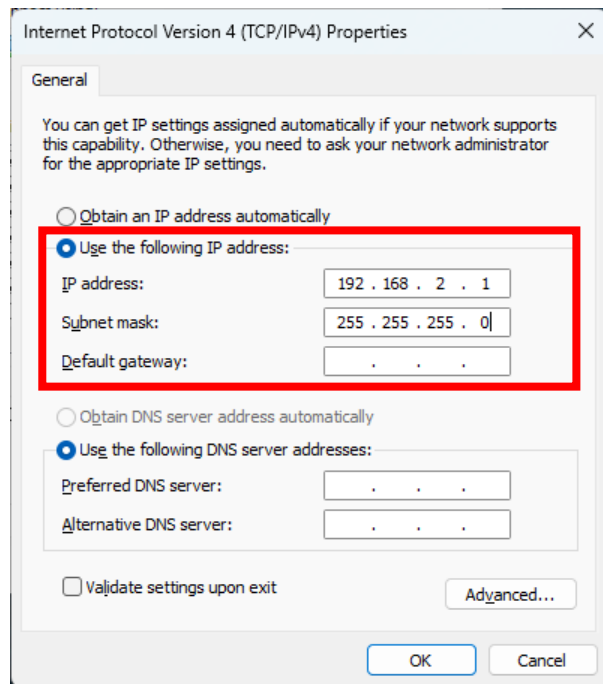 Internet Protocol Version 4 (TCP/IPv4) Properties
General
You can get IP settings assigned automatically if your network supports
this capability. Otherwise, you need to ask your network administrator
for the appropriate IP settings.
Obtain an IP address automatically
Use the following IP address:
IP address: 192 . 168 . 2 . 1
Subnet mask: 255 . 255 . 255 . 0
Default gateway: . . .
Obtain DNS server address automatically
Use the following DNS server addresses:
Preferred DNS server: . . .
Alternative DNS server: . . .
Validate settings upon exit
Advanced...
OK Cancel